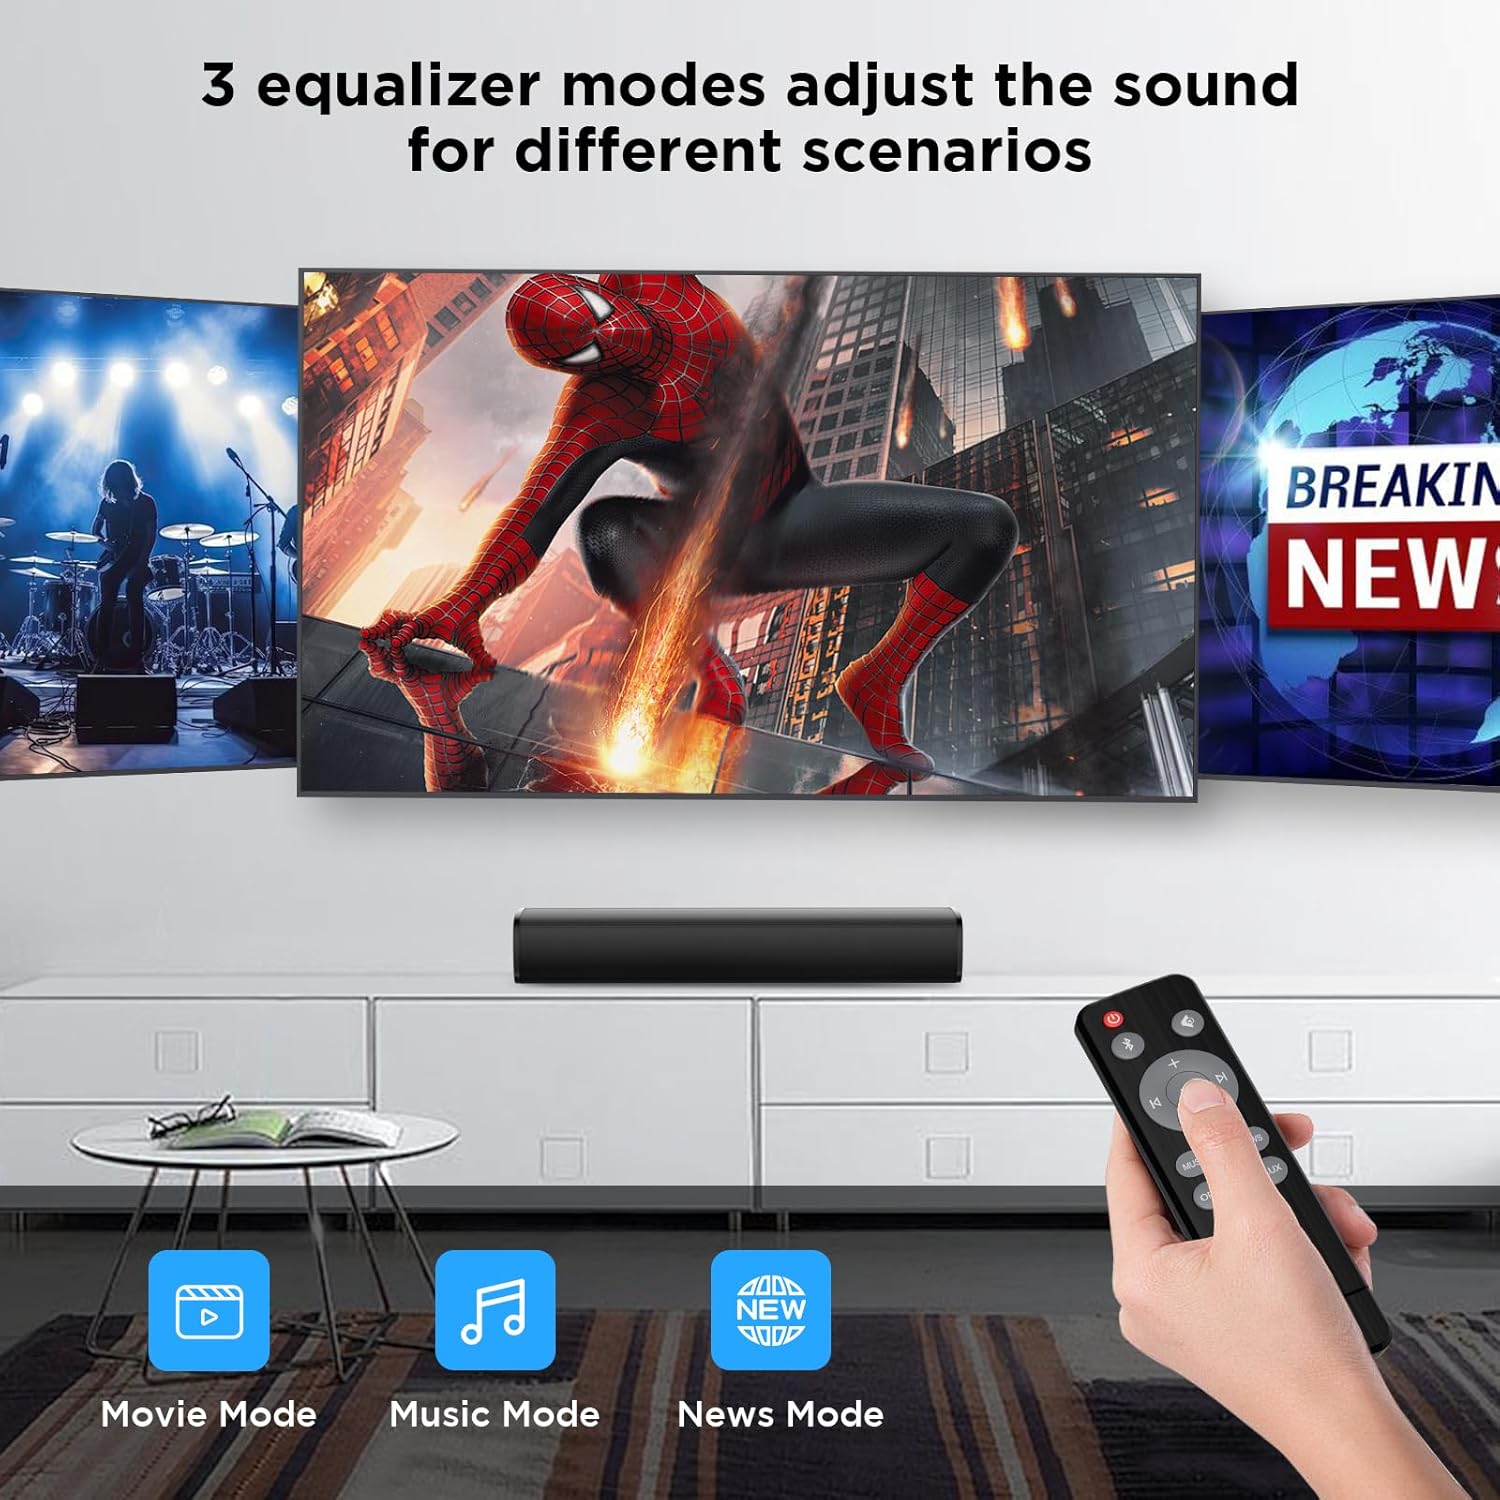 3 equalizer modes adjust the sound
for different scenarios
BREAKIN
NEWS
NEW
Movie Mode
Music Mode
News Mode